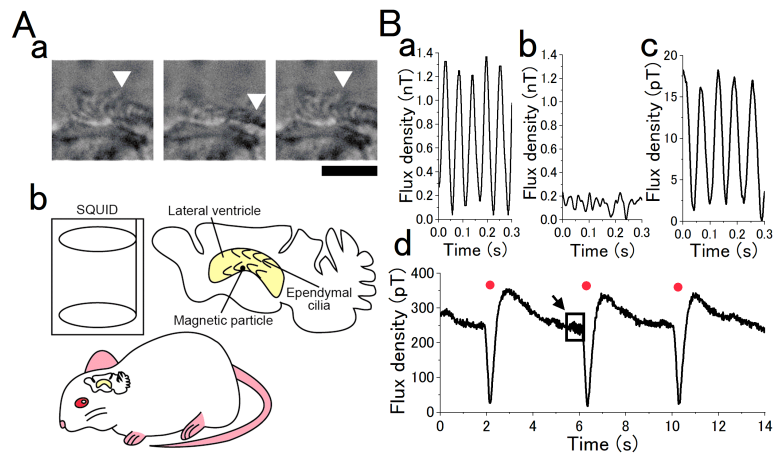 A
a
b
SQUID
Lateral ventricle
Ependymal
cilia
Magnetic particle
B
a
Flux density (nT)
1.4
1.2
1.0
0.8
0.6
0.4
0.2
0.0
0.0 0.1 0.2 0.3
Time (s)
b
Flux density (nT)
1.4
1.2
1.0
0.8
0.6
0.4
0.2
0.0
0.0 0.1 0.2 0.3
Time (s)
c
Flux density (pT)
20
15
10
5
0
0.0 0.1 0.2 0.3
Time (s)
d
Flux density (pT)
400
300
200
100
0
0 2 4 6 8 10 12 14
Time (s)